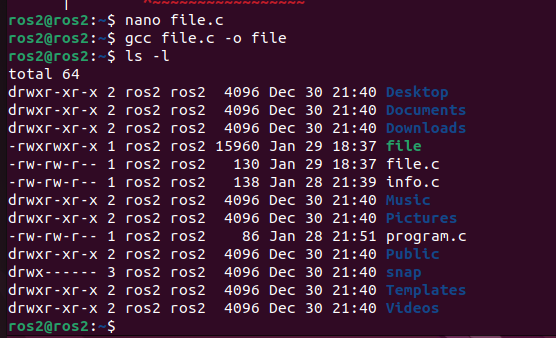 ros2@ros2:~$ nano file.c
ros2@ros2:~$ gcc file.c -o file
ros2@ros2:~$ ls -l
total 64
drwxr-xr-x 2 ros2 ros2  4096 Dec 30 21:40 Desktop
drwxr-xr-x 2 ros2 ros2  4096 Dec 30 21:40 Documents
drwxr-xr-x 2 ros2 ros2  4096 Dec 30 21:40 Downloads
-rwxrwxr-x 1 ros2 ros2 15960 Jan 29 18:37 file
-rw-rw-r-- 1 ros2 ros2   130 Jan 29 18:37 file.c
-rw-rw-r-- 1 ros2 ros2   138 Jan 28 21:39 info.c
drwxr-xr-x 2 ros2 ros2  4096 Dec 30 21:40 Music
drwxr-xr-x 2 ros2 ros2  4096 Dec 30 21:40 Pictures
-rw-rw-r-- 1 ros2 ros2    86 Jan 28 21:51 program.c
drwxr-xr-x 2 ros2 ros2  4096 Dec 30 21:40 Public
drwx------ 3 ros2 ros2  4096 Dec 30 21:40 snap
drwxr-xr-x 2 ros2 ros2  4096 Dec 30 21:40 Templates
drwxr-xr-x 2 ros2 ros2  4096 Dec 30 21:40 Videos
ros2@ros2:~$